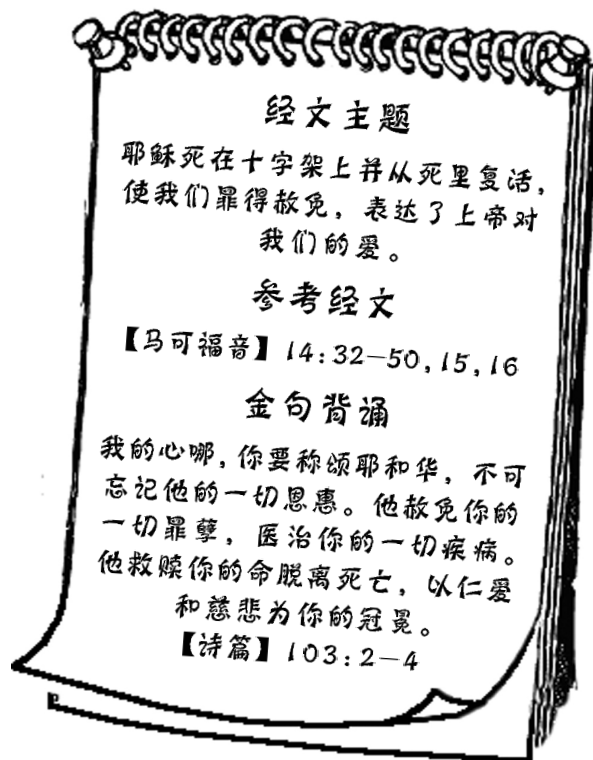 经文主题
耶稣死在十字架上并从死里复活，
使我们罪得赦免，表达了上帝对
我们的爱。
参考经文
【马可福音】14:32—50,15,16
金句背诵
我的心哪，你要称颂耶和华，不可
忘记他的一切恩惠。他赦免你的
一切罪孽，医治你的一切疾病。
他救赎你的命脱离死亡，以仁爱
和慈悲为你的冠冕。
【诗篇】103:2—4